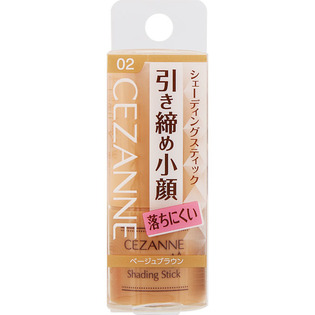 02
CEZANNE
シェーディングスティック
引き締め小顔
落ちにくい
CEZANNE
ベージュブラウン
Shading Stick